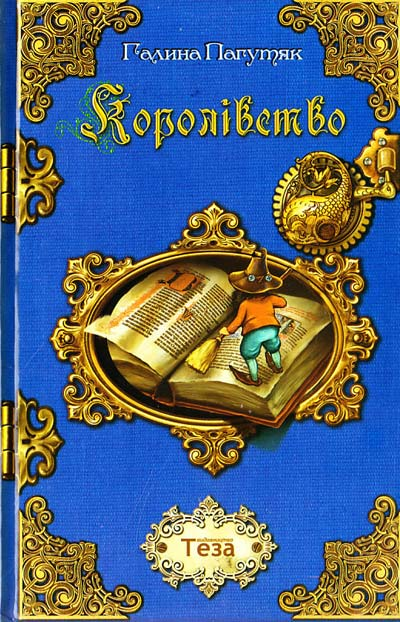 Галина Пагутяк
Королівство
видавництво
Теза